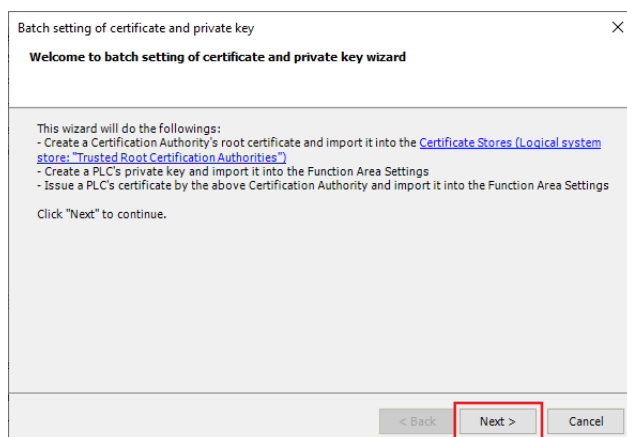 Batch setting of certificate and private key
Welcome to batch setting of certificate and private key wizard
This wizard will do the followings:
- Create a Certification Authority's root certificate and import it into the Certificate Stores (Logical system
store: "Trusted Root Certification Authorities")
- Create a PLC's private key and import it into the Function Area Settings
- Issue a PLC's certificate by the above Certification Authority and import it into the Function Area Settings
Click "Next" to continue.
< Back Next > Cancel